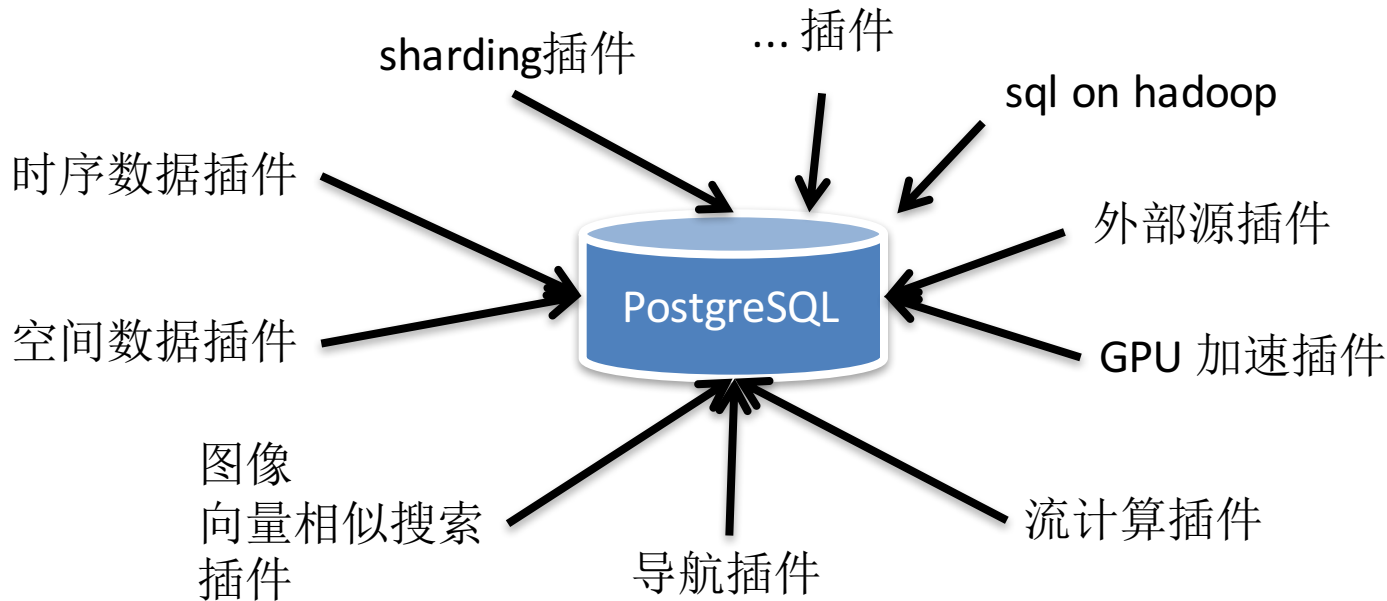 sharding插件
... 插件
sql on hadoop
时序数据插件
外部源插件
PostgreSQL
空间数据插件
GPU 加速插件
图像
向量相似搜索
插件
导航插件
流计算插件